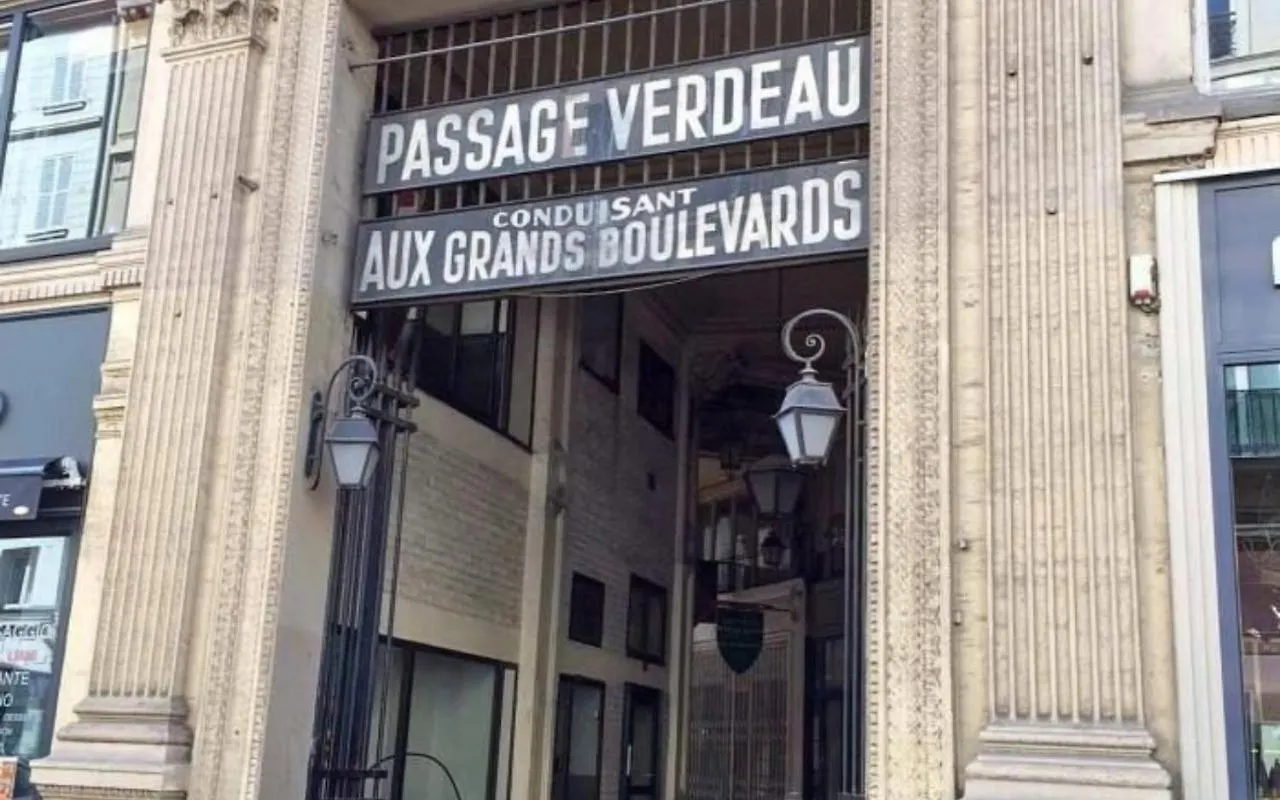 PASSAGE VERDEAU
CONDUISANT
AUX GRANDS BOULEVARDS